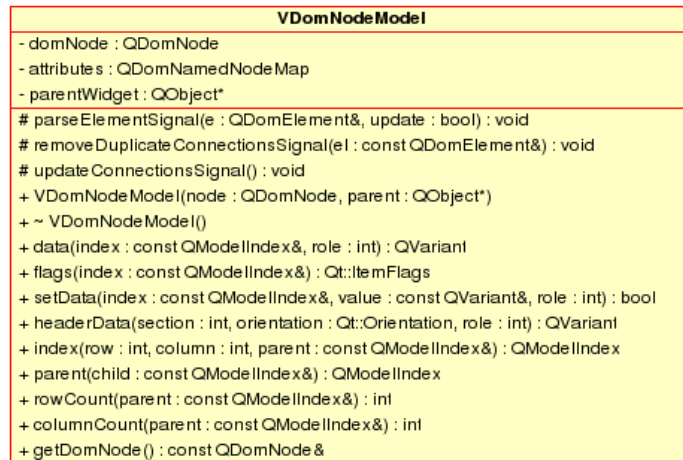 VDomNodeModel
- domNode : QDomNode
- attributes : QDomNamedNodeMap
- parentWidget : QObject*
# parseElementSignal(e : QDomElement&, update : bool) : void
# removeDuplicateConnectionsSignal(el : const QDomElement&) : void
# updateConnectionsSignal() : void
+ VDomNodeModel(node : QDomNode, parent : QObject*)
+ ~ VDomNodeModel()
+ data(index : const QModelIndex&, role : int) : QVariant
+ flags(index : const QModelIndex&) : Qt::ItemFlags
+ setData(index : const QModelIndex&, value : const QVariant&, role : int) : bool
+ headerData(section : int, orientation : Qt::Orientation, role : int) : QVariant
+ index(row : int, column : int, parent : const QModelIndex&) : QModelIndex
+ parent(child : const QModelIndex&) : QModelIndex
+ rowCount(parent : const QModelIndex&) : int
+ columnCount(parent : const QModelIndex&) : int
+ getDomNode() : const QDomNode&